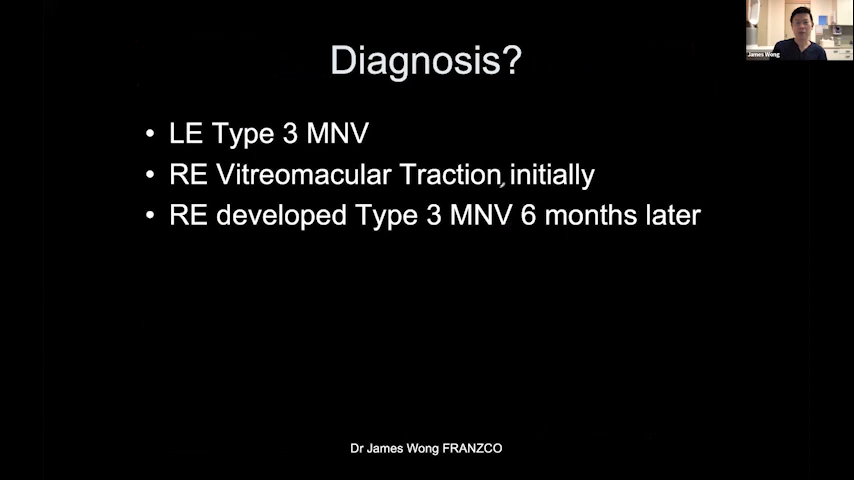 James Wong
Diagnosis?
• LE Type 3 MNV
• RE Vitreomacular Traction, initially
• RE developed Type 3 MNV 6 months later
Dr James Wong FRANZCO